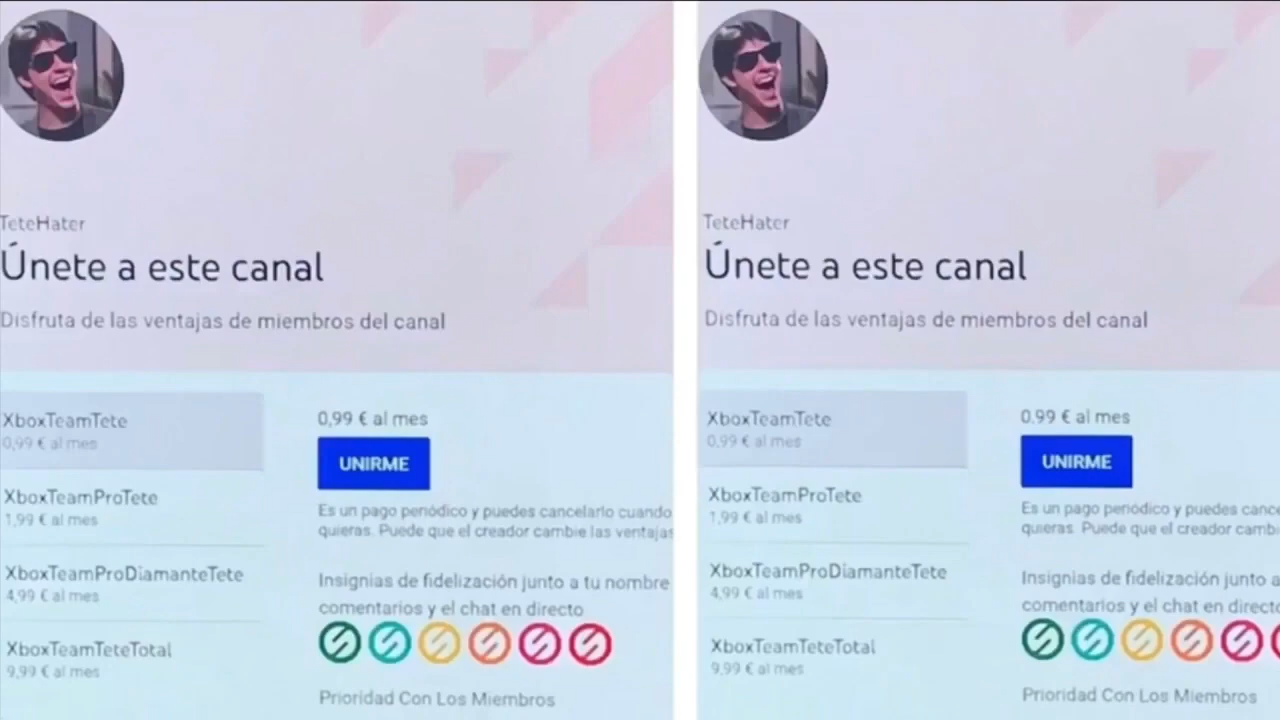 TeteHater
Únete a este canal
Disfruta de las ventajas de miembros del canal
XboxTeamTete
0,99 € al mes
XboxTeamProTete
1,99 € al mes
XboxTeamProDiamanteTete
4,99 € al mes
XboxTeamTeteTotal
9,99 € al mes
0,99 € al mes
UNIRME
Es un pago periódico y puedes cancelarlo cuando
quieras. Puede que el creador cambie las ventajas
Insignias de fidelización junto a tu nombre
comentarios y el chat en directo
Prioridad Con Los Miembros
TeteHater
Únete a este canal
Disfruta de las ventajas de miembros del canal
XboxTeamTete
0,99 € al mes
XboxTeamProTete
1,99 € al mes
XboxTeamProDiamanteTete
4,99 € al mes
XboxTeamTeteTotal
9,99 € al mes
0,99 € al mes
UNIRME
Es un pago periódico y puedes cance
quieras. Puede que el creador cambi
Insignias de fidelización junto a
comentarios y el chat en directo
Prioridad Con Los Miembros